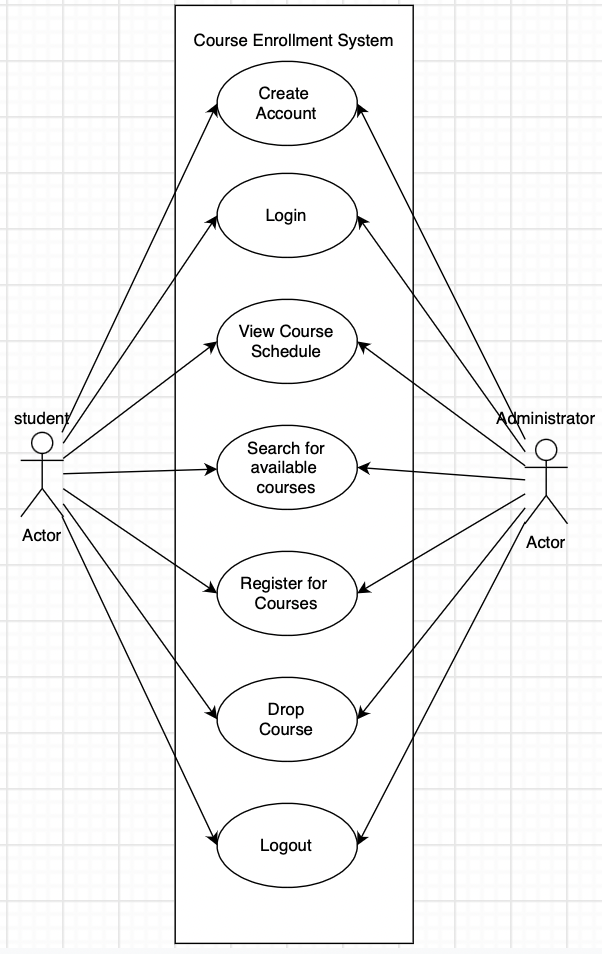 Course Enrollment System
Create
Account
Login
View Course
Schedule
student
Administrator
Search for
available
courses
Actor
Actor
Register for
Courses
Drop
Course
Logout